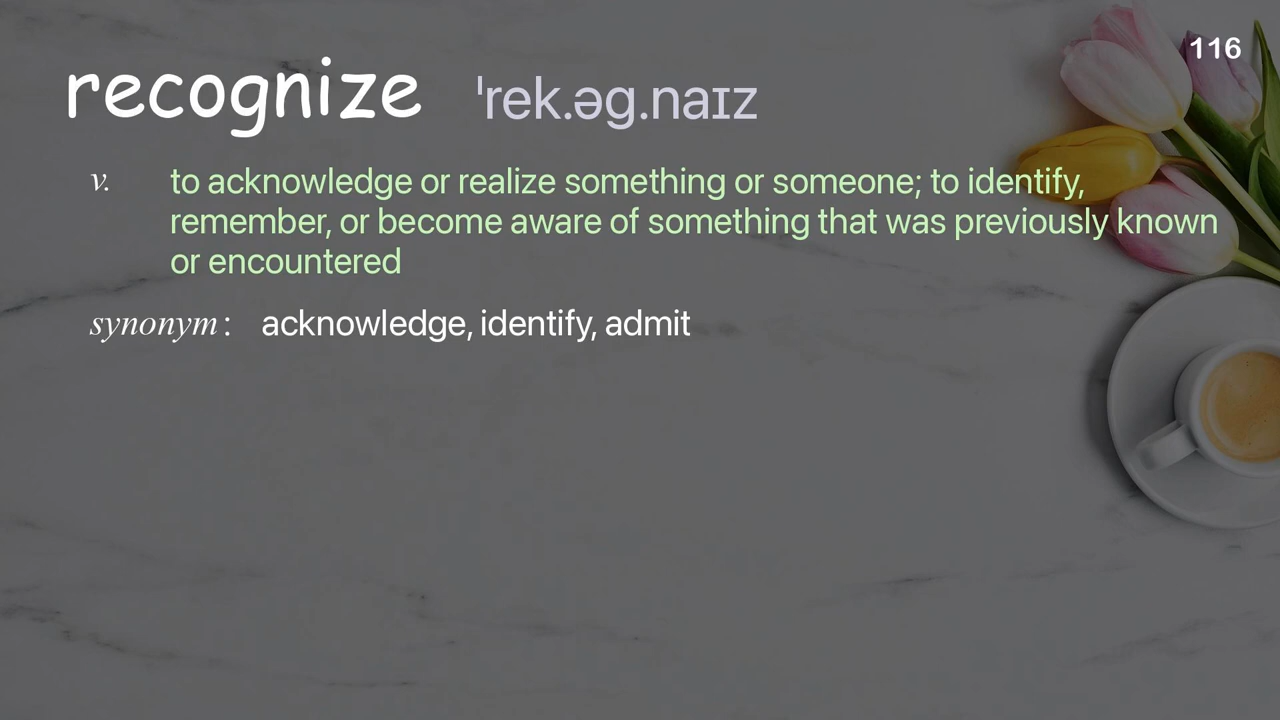 116
recognize ˈrek.əg.naɪz
v. to acknowledge or realize something or someone; to identify,
remember, or become aware of something that was previously known
or encountered
synonym: acknowledge, identify, admit